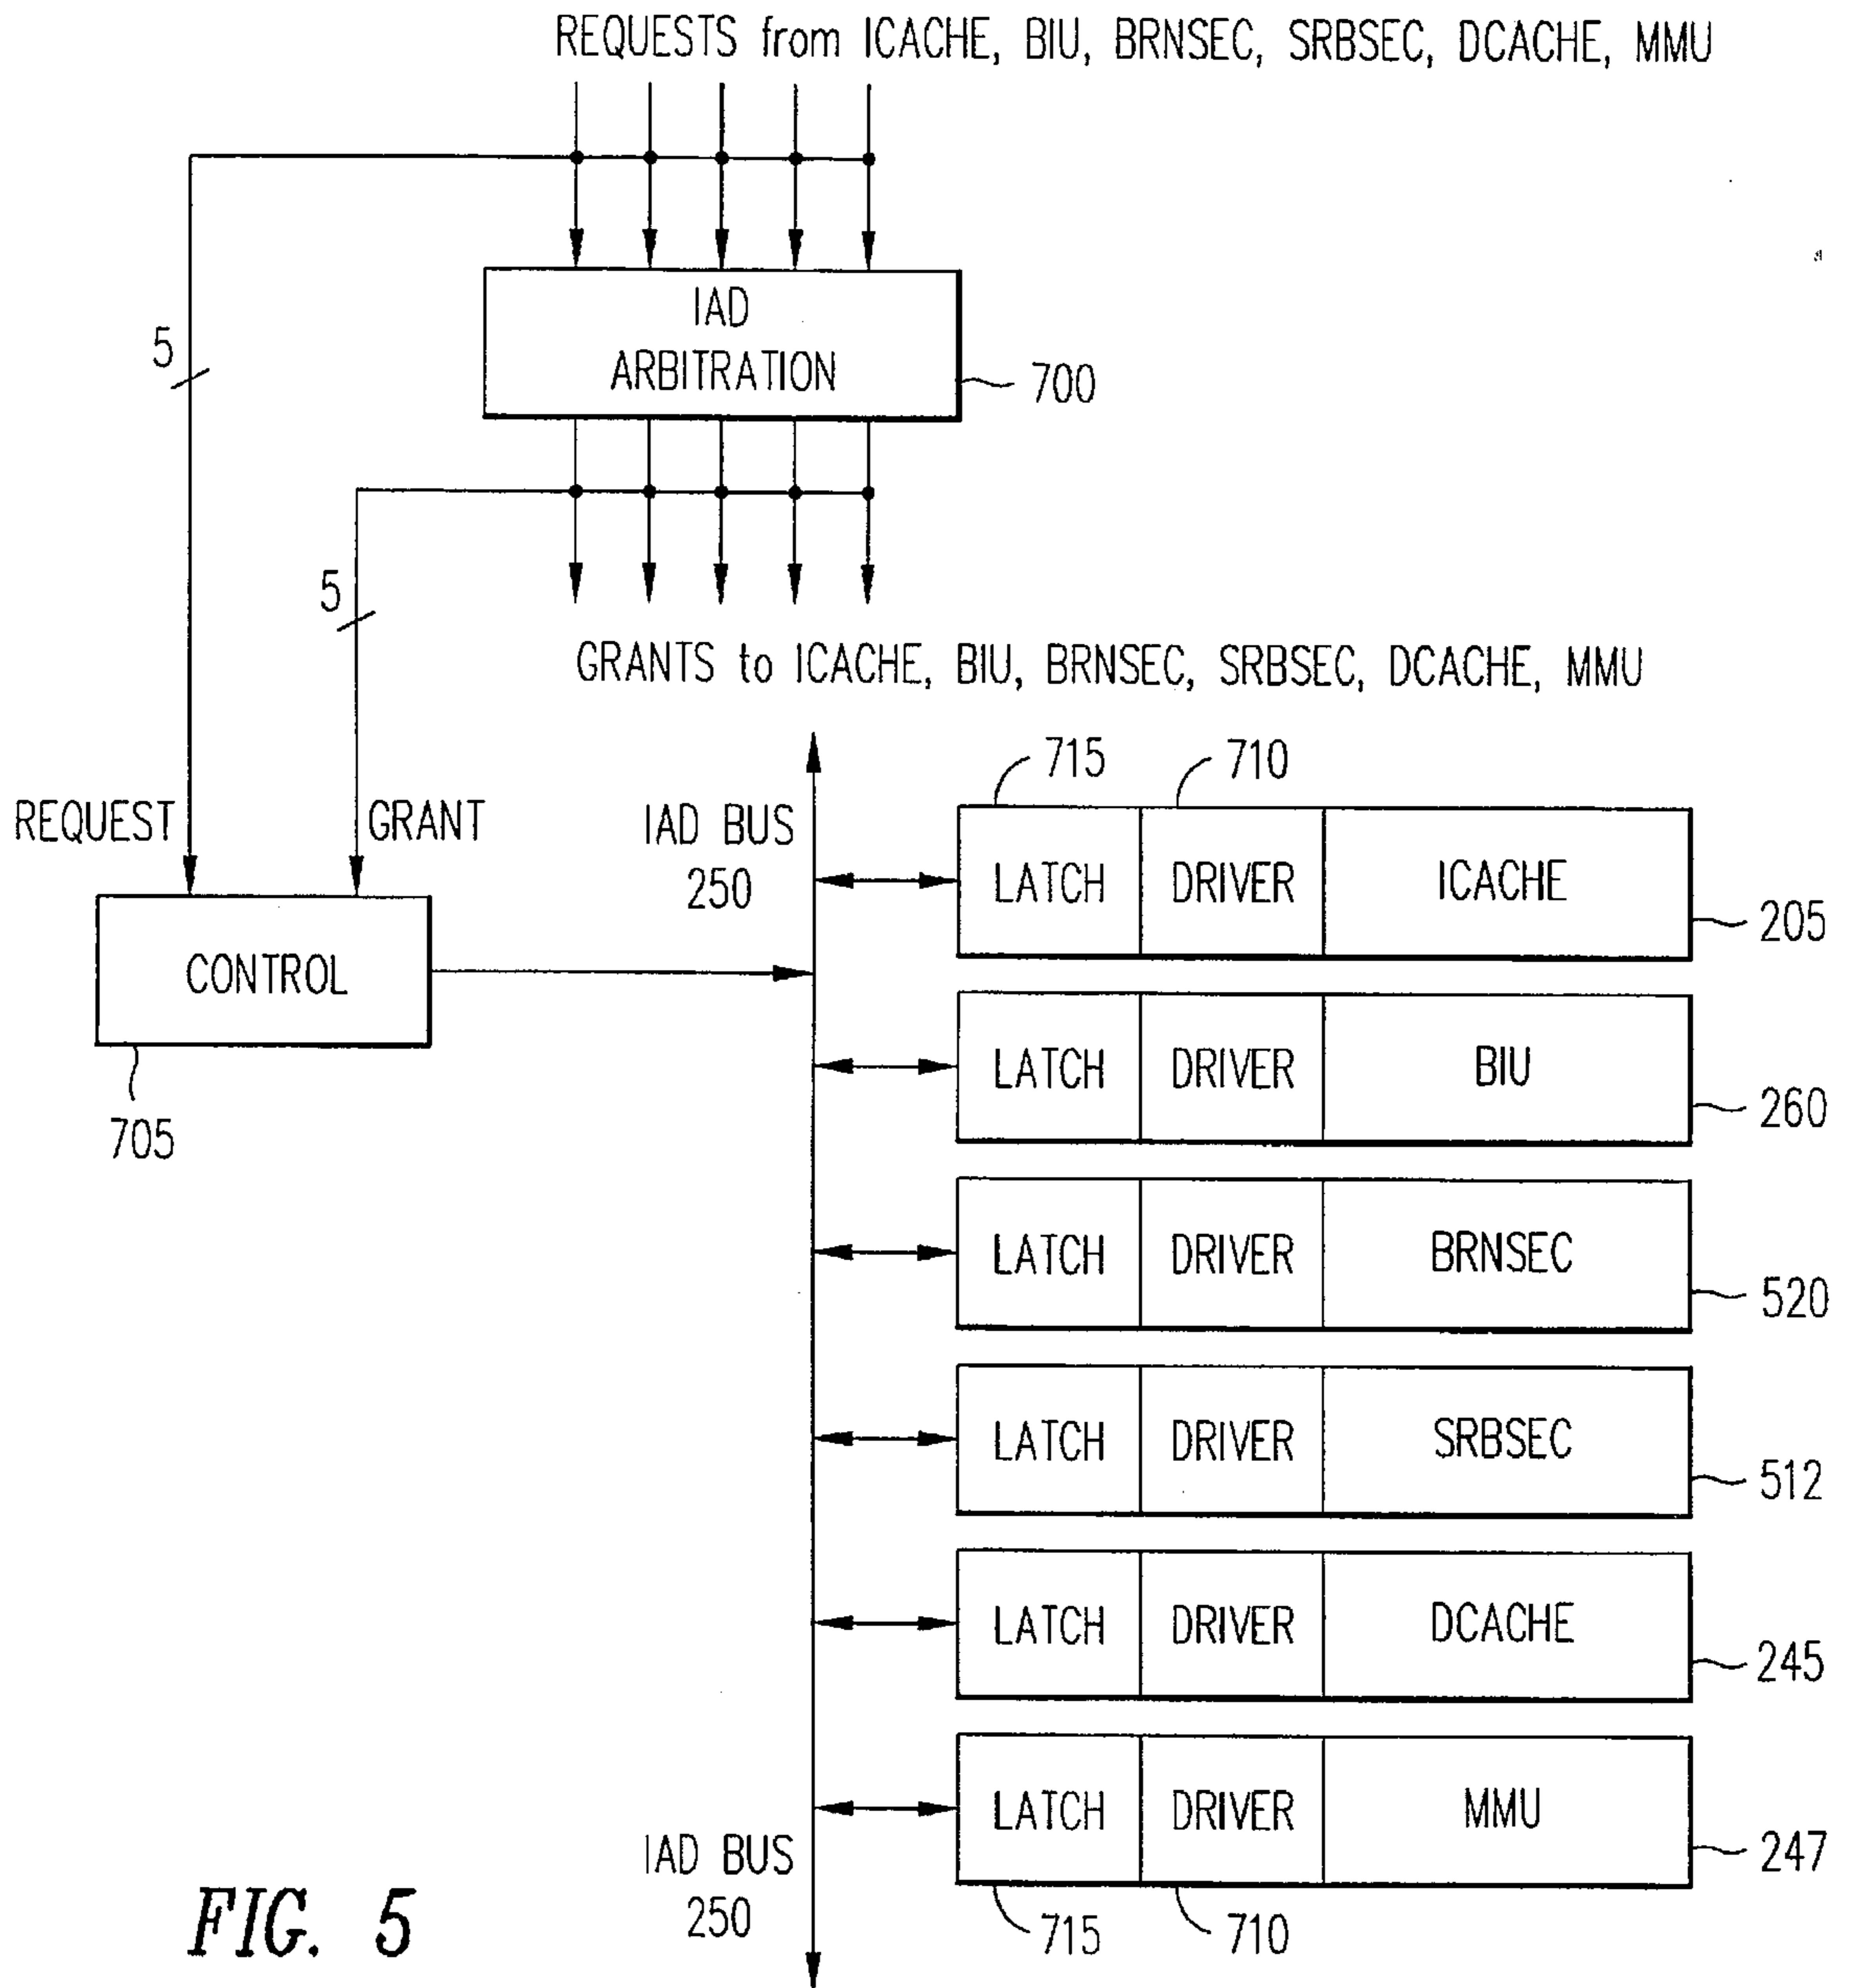 REQUESTS from ICACHE, BIU, BRNSEC, SRBSEC, DCACHE, MMU
IAD
ARBITRATION
700
5
5
GRANTS to ICACHE, BIU, BRNSEC, SRBSEC, DCACHE, MMU
REQUEST
GRANT
CONTROL
705
IAD BUS
250
715
710
LATCH DRIVER ICACHE
205
LATCH DRIVER BIU
260
LATCH DRIVER BRNSEC
520
LATCH DRIVER SRBSEC
512
LATCH DRIVER DCACHE
245
LATCH DRIVER MMU
247
IAD BUS
250
715
710
FIG. 5